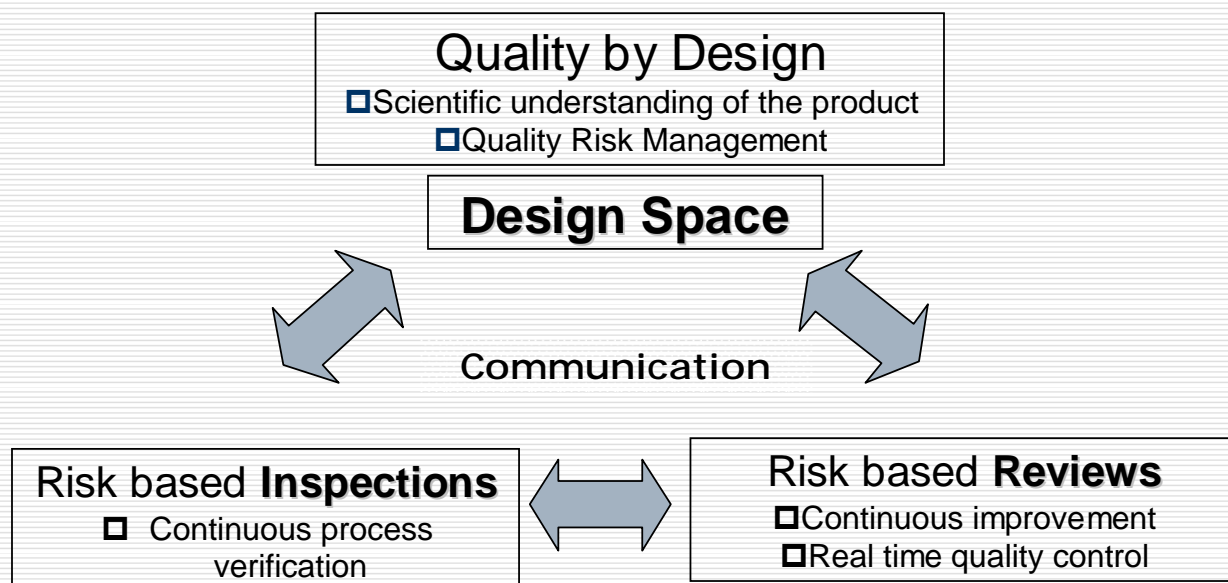 Quality by Design
Scientific understanding of the product
Quality Risk Management
Design Space
Communication
Risk based Inspections
Continuous process
verification
Risk based Reviews
Continuous improvement
Real time quality control